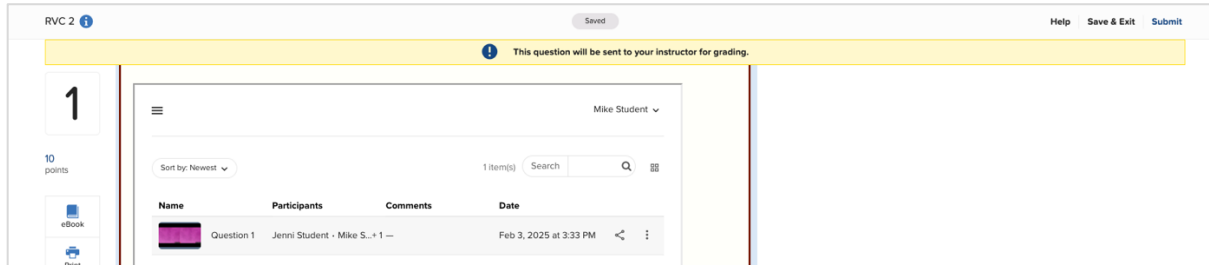 RVC 2
Saved
Help Save & Exit Submit
This question will be sent to your instructor for grading.
1
10
points
eBook
Print
Mike Student
Sort by: Newest
1 item(s) Search
Name Participants Comments Date
Question 1 Jenni Student • Mike S...+ 1 — Feb 3, 2025 at 3:33 PM